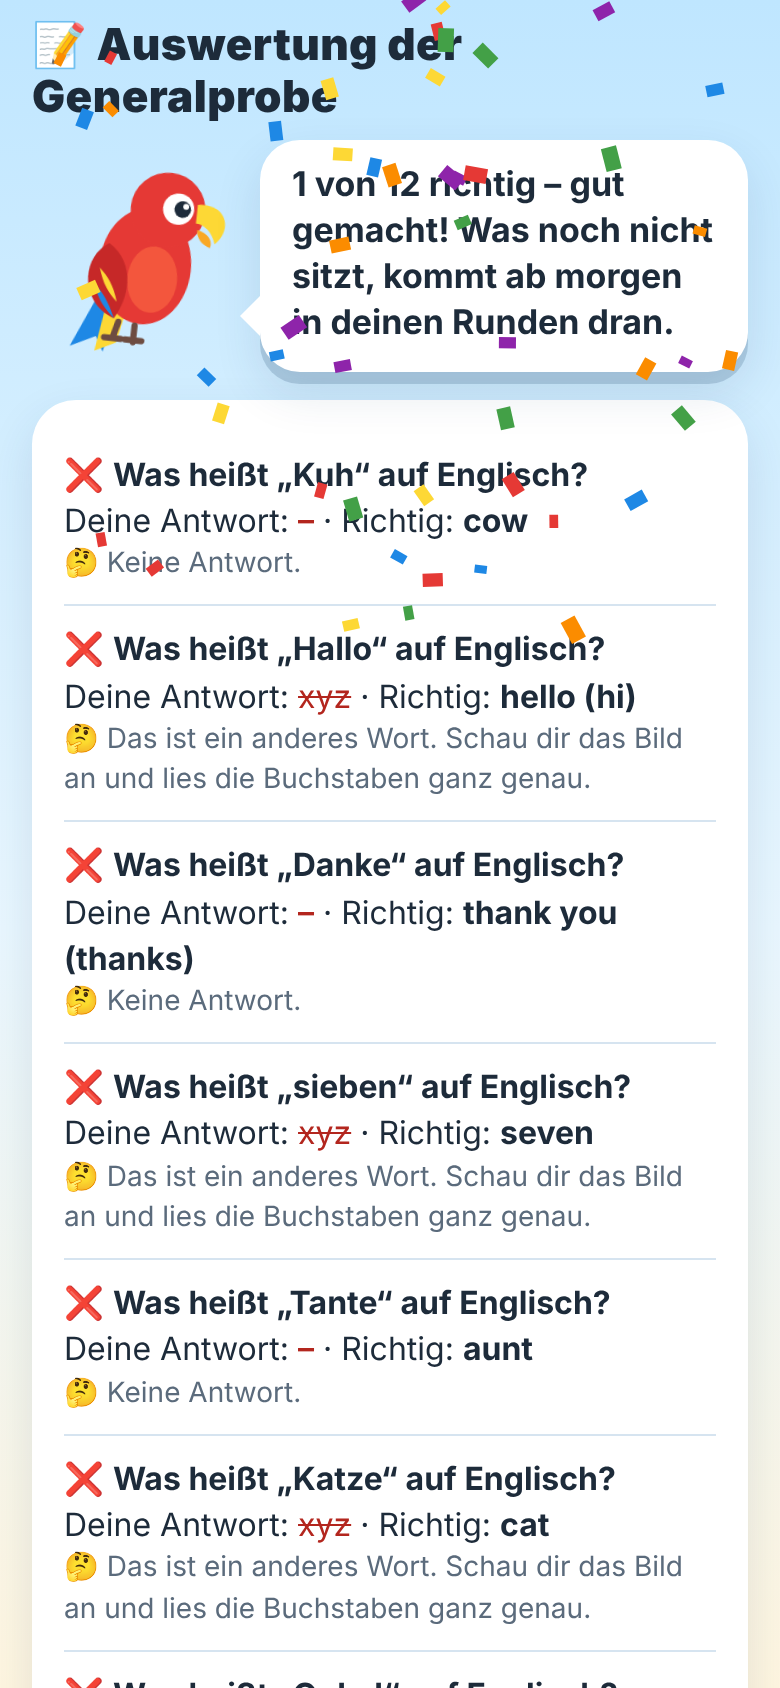 Auswertung der
Generalprobe
1 von 12 richtig – gut
gemacht! Was noch nicht
sitzt, kommt ab morgen
in deinen Runden dran.
❌ Was heißt „Kuh“ auf Englisch?
Deine Antwort: – · Richtig: cow
🤔 Keine Antwort.
❌ Was heißt „Hallo“ auf Englisch?
Deine Antwort: xyz · Richtig: hello (hi)
🤔 Das ist ein anderes Wort. Schau dir das Bild
an und lies die Buchstaben ganz genau.
❌ Was heißt „Danke“ auf Englisch?
Deine Antwort: – · Richtig: thank you
(thanks)
🤔 Keine Antwort.
❌ Was heißt „sieben“ auf Englisch?
Deine Antwort: xyz · Richtig: seven
🤔 Das ist ein anderes Wort. Schau dir das Bild
an und lies die Buchstaben ganz genau.
❌ Was heißt „Tante“ auf Englisch?
Deine Antwort: – · Richtig: aunt
🤔 Keine Antwort.
❌ Was heißt „Katze“ auf Englisch?
Deine Antwort: xyz · Richtig: cat
🤔 Das ist ein anderes Wort. Schau dir das Bild
an und lies die Buchstaben ganz genau.